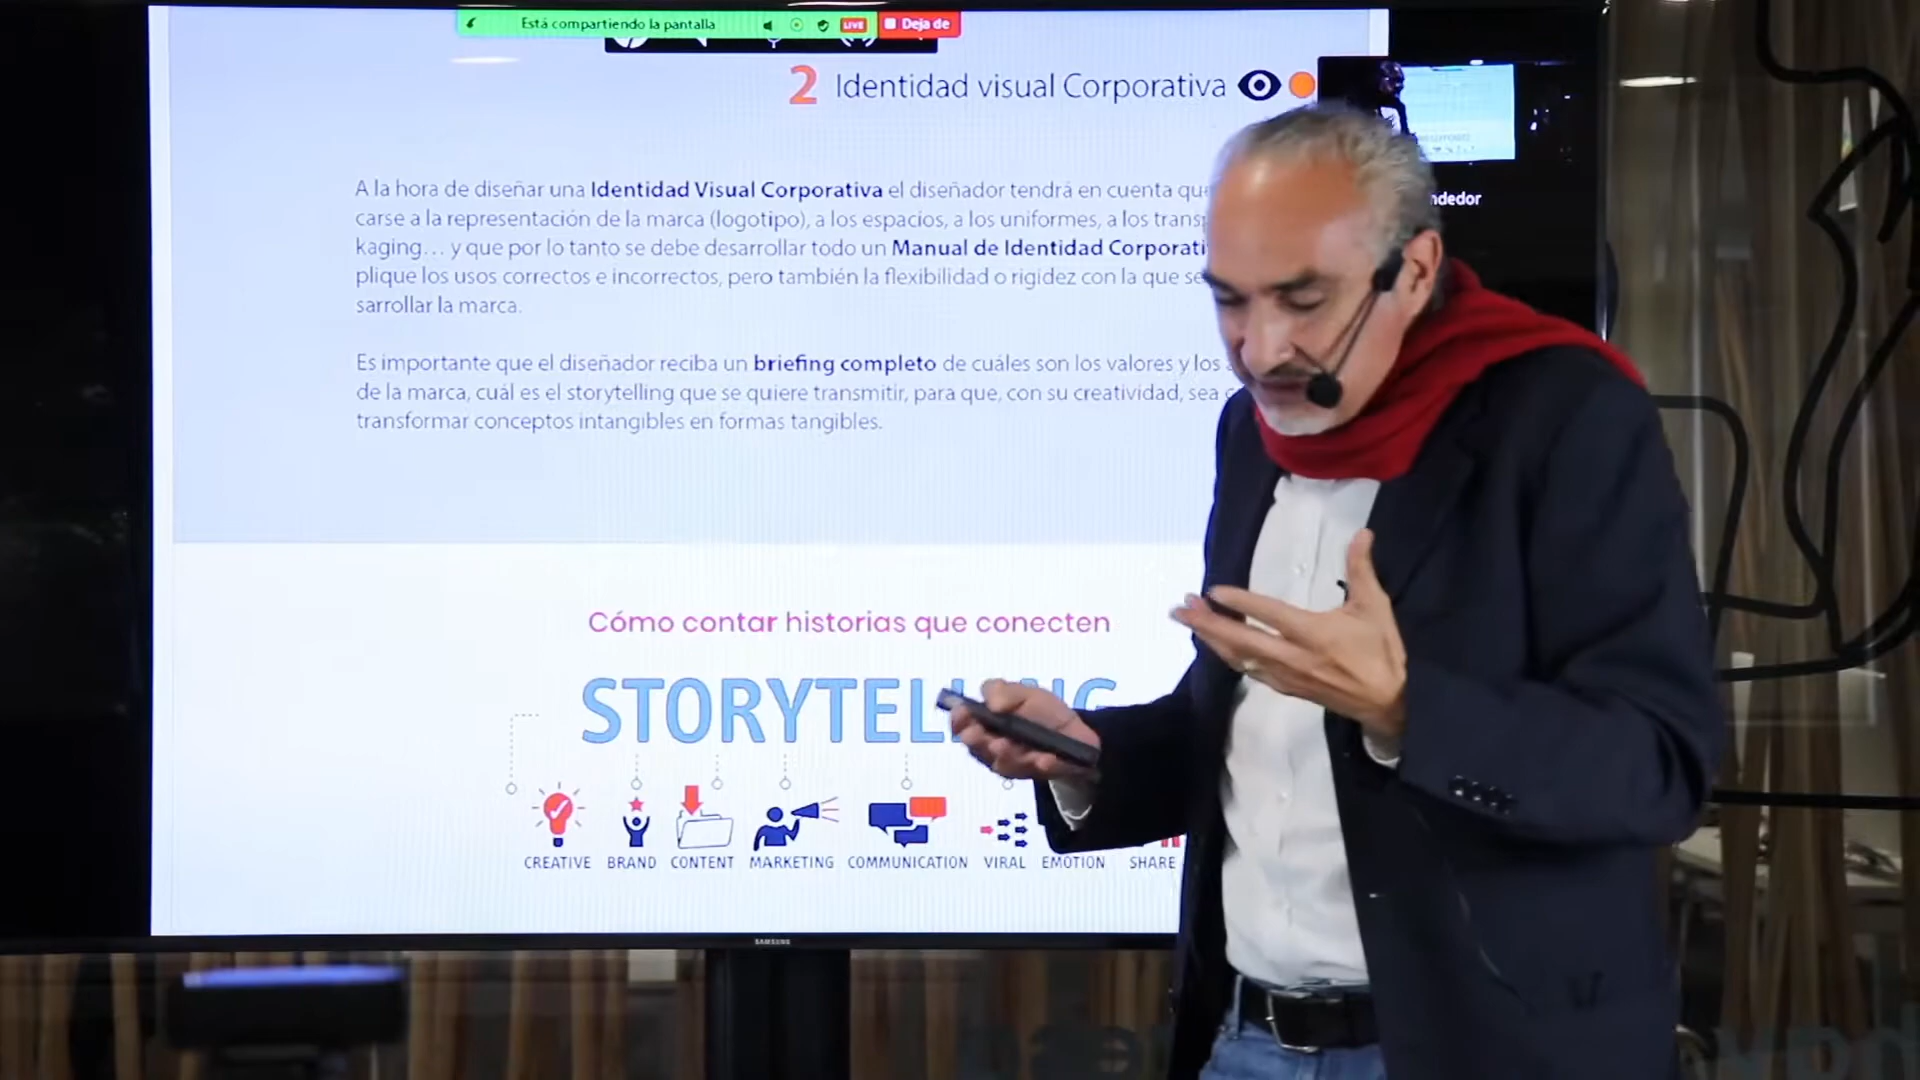 Está compartiendo la pantalla
LIVE
Deja de
2 Identidad visual Corporativa
A la hora de diseñar una Identidad Visual Corporativa el diseñador tendrá en cuenta
carse a la representación de la marca (logotipo), a los espacios, a los uniformes, a los
kaging... y que por lo tanto se debe desarrollar todo un Manual de Identidad
plique los usos correctos e incorrectos, pero también la flexibilidad o rigidez con la que
sarrollar la marca.
Es importante que el diseñador reciba un briefing completo de cuáles son los valores y los
de la marca, cuál es el storytelling que se quiere transmitir, para que, con su creatividad, sea
transformar conceptos intangibles en formas tangibles.
Cómo contar historias que conecten
STORYTELLING
CREATIVE BRAND CONTENT MARKETING COMMUNICATION VIRAL EMOTION SHARE
SAMSUNG